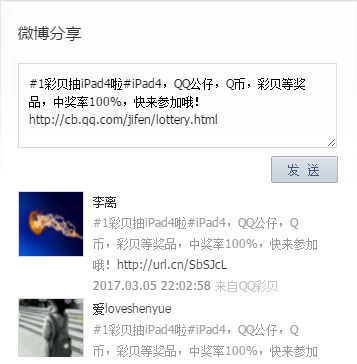 微博分享
#1彩贝抽iPad4啦#iPad4，QQ公仔，Q币，彩贝等奖
品，中奖率100%，快来参加哦！
http://cb.qq.com/jifen/lottery.html
发 送
李离
#1彩贝抽iPad4啦#iPad4，QQ公仔，Q
币，彩贝等奖品，中奖率100%，快来参加
哦！http://url.cn/SbSJcL
2017.03.05 22:02:58 来自QQ彩贝
爱loveshenyue
#1彩贝抽iPad4啦#iPad4，QQ公仔，Q
币，彩贝等奖品，中奖率100%，快来参加